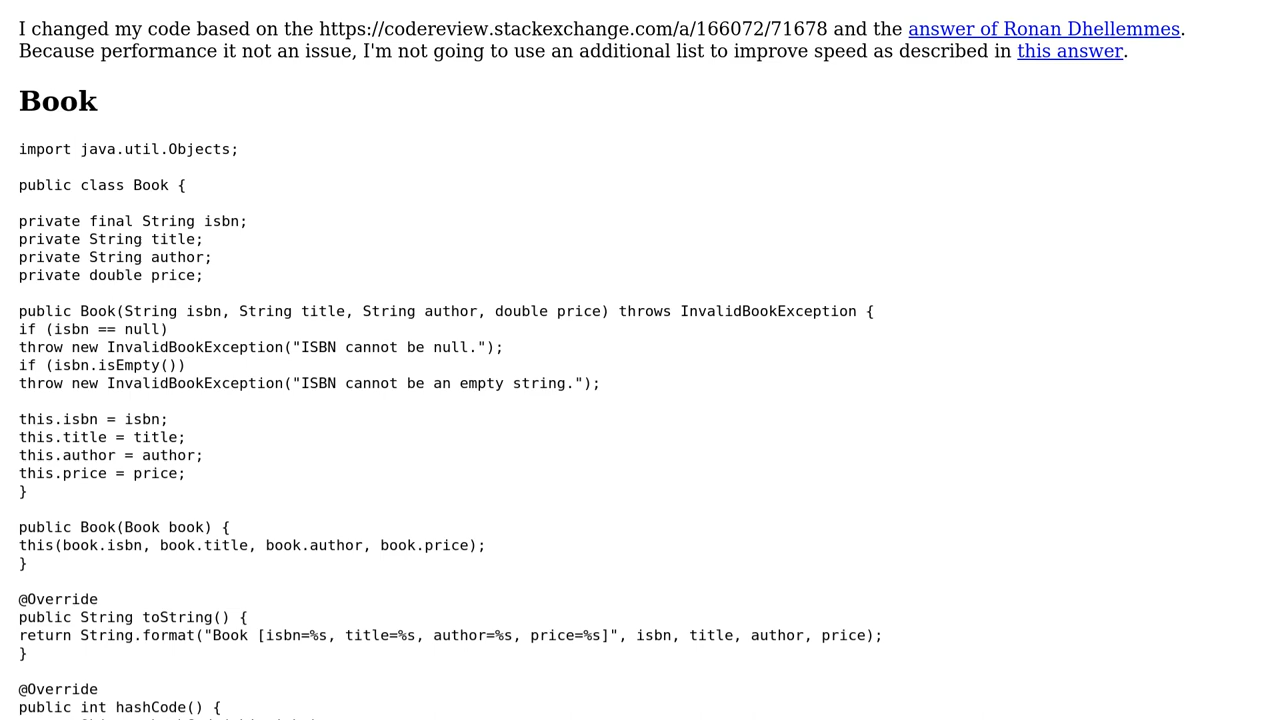 I changed my code based on the https://codereview.stackexchange.com/a/166072/71678 and the answer of Ronan Dhellemmes.
Because performance it not an issue, I'm not going to use an additional list to improve speed as described in this answer.
Book
import java.util.Objects;
public class Book {
private final String isbn;
private String title;
private String author;
private double price;
public Book(String isbn, String title, String author, double price) throws InvalidBookException {
if (isbn == null)
throw new InvalidBookException("ISBN cannot be null.");
if (isbn.isEmpty())
throw new InvalidBookException("ISBN cannot be an empty string.");
this.isbn = isbn;
this.title = title;
this.author = author;
this.price = price;
}
public Book(Book book) {
this(book.isbn, book.title, book.author, book.price);
}
@Override
public String toString() {
return String.format("Book [isbn=%s, title=%s, author=%s, price=%s]", isbn, title, author, price);
}
@Override
public int hashCode() {